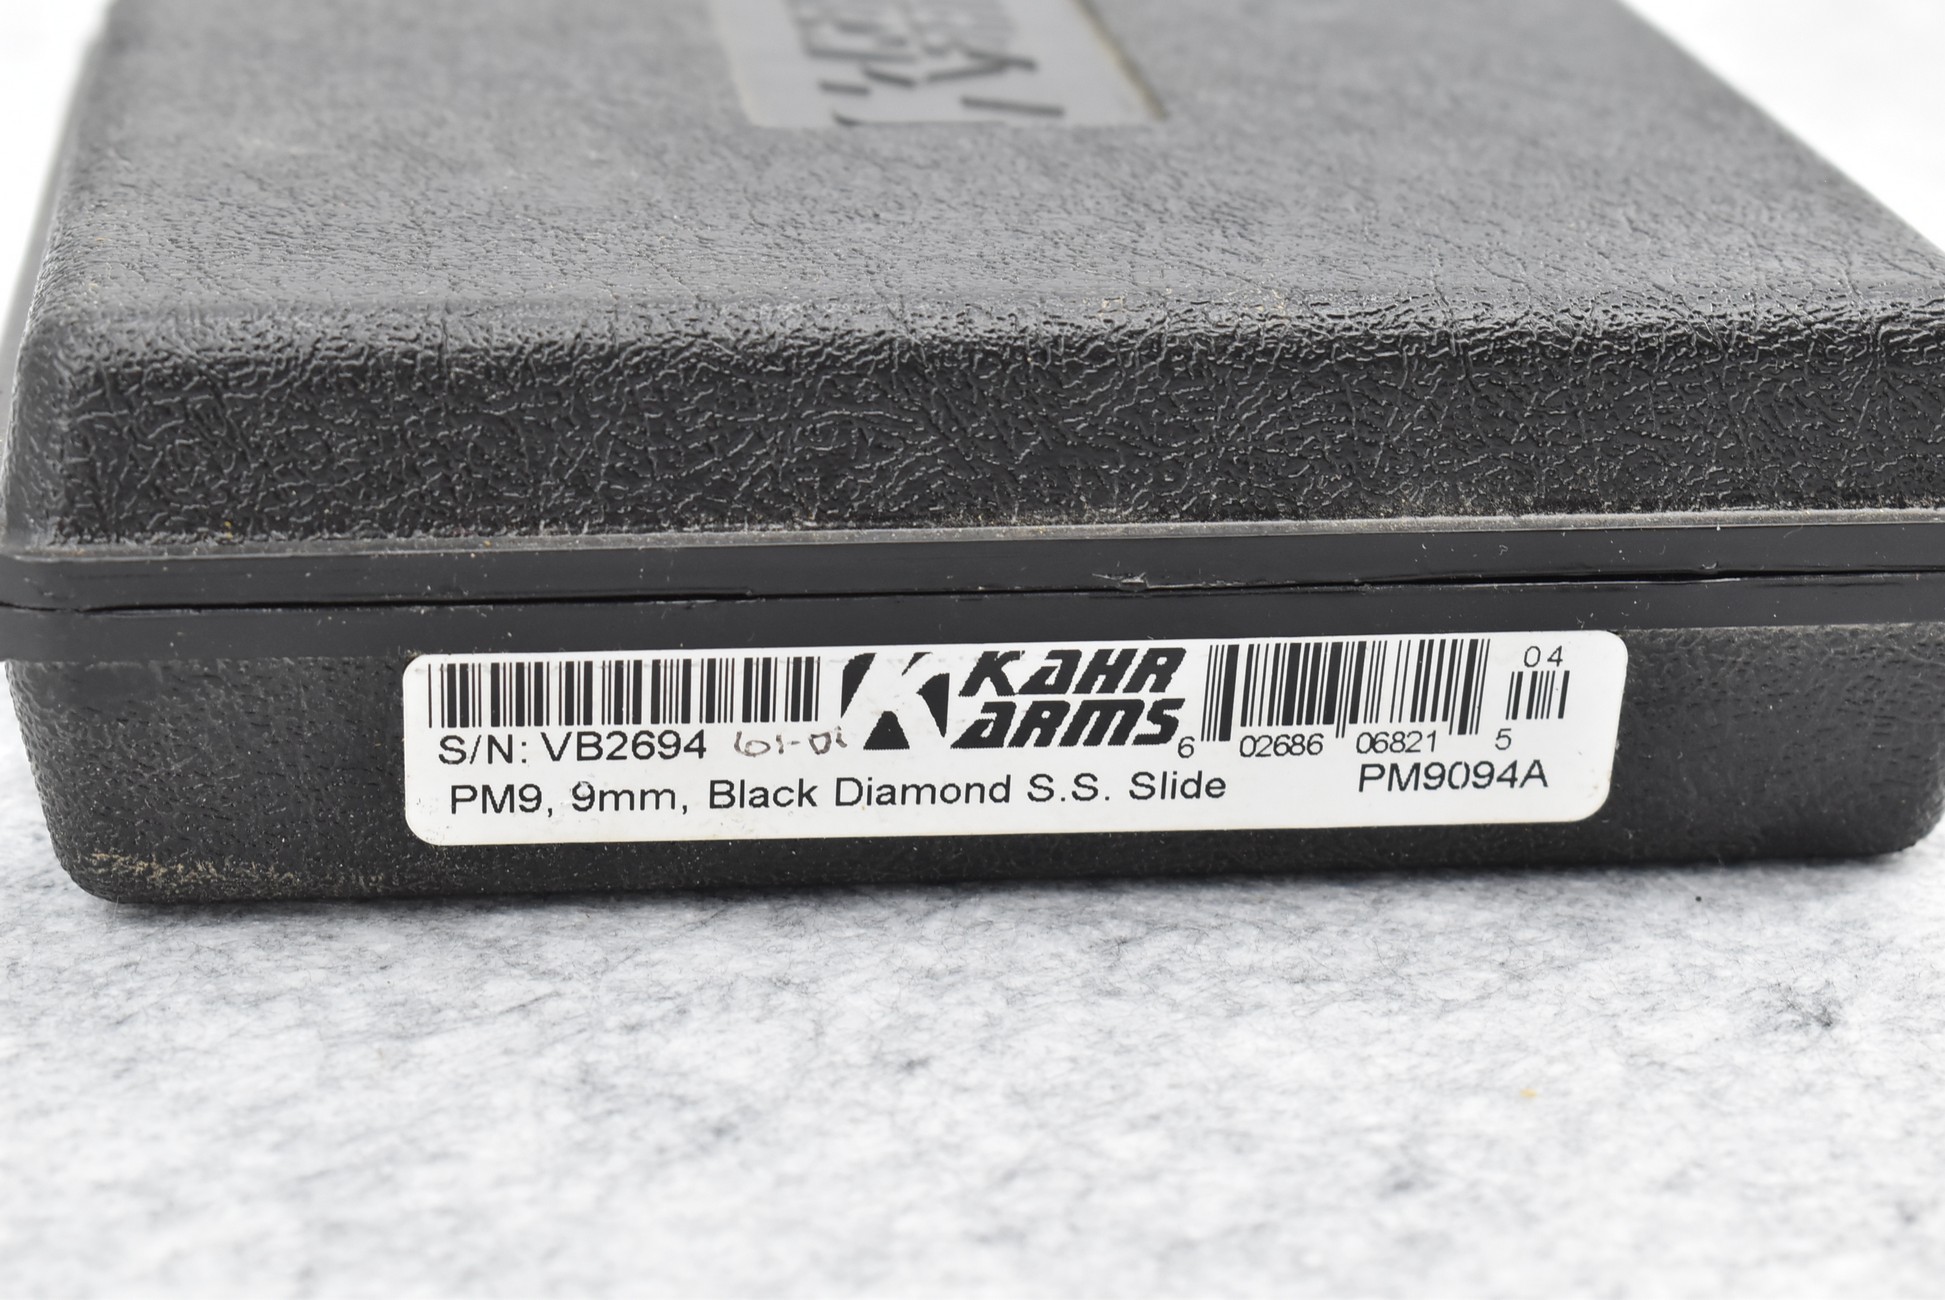 KAHR
ARMS
04
S/N: VB2694
6 02686 06821 5
PM9, 9mm, Black Diamond S.S. Slide
PM9094A